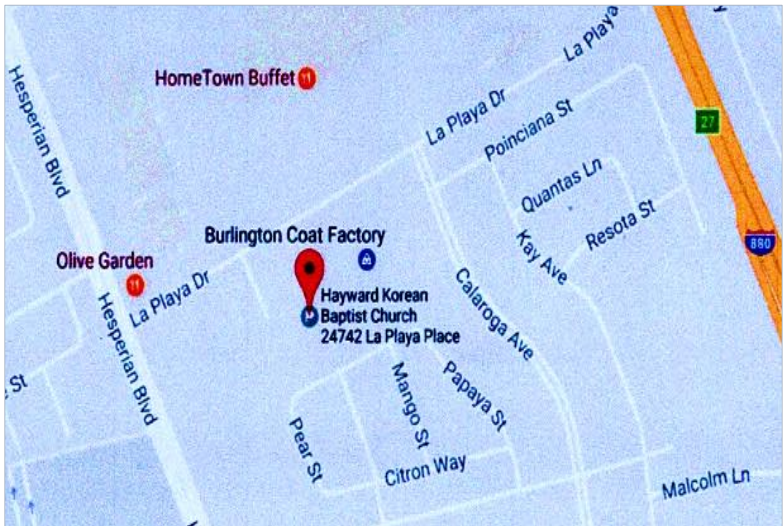 La Playa
Hesperian Blvd
HomeTown Buffet
27
La Playa Dr
Poinciana St
Quantas Ln
Resota St
880
Burlington Coat Factory
Kay Ave
Olive Garden
La Playa Dr
Hayward Korean
Baptist Church
24742 La Playa Place
Calaroga Ave
Hesperian Blvd
Mango St
Papaya St
Pear St
Citron Way
Malcolm Ln